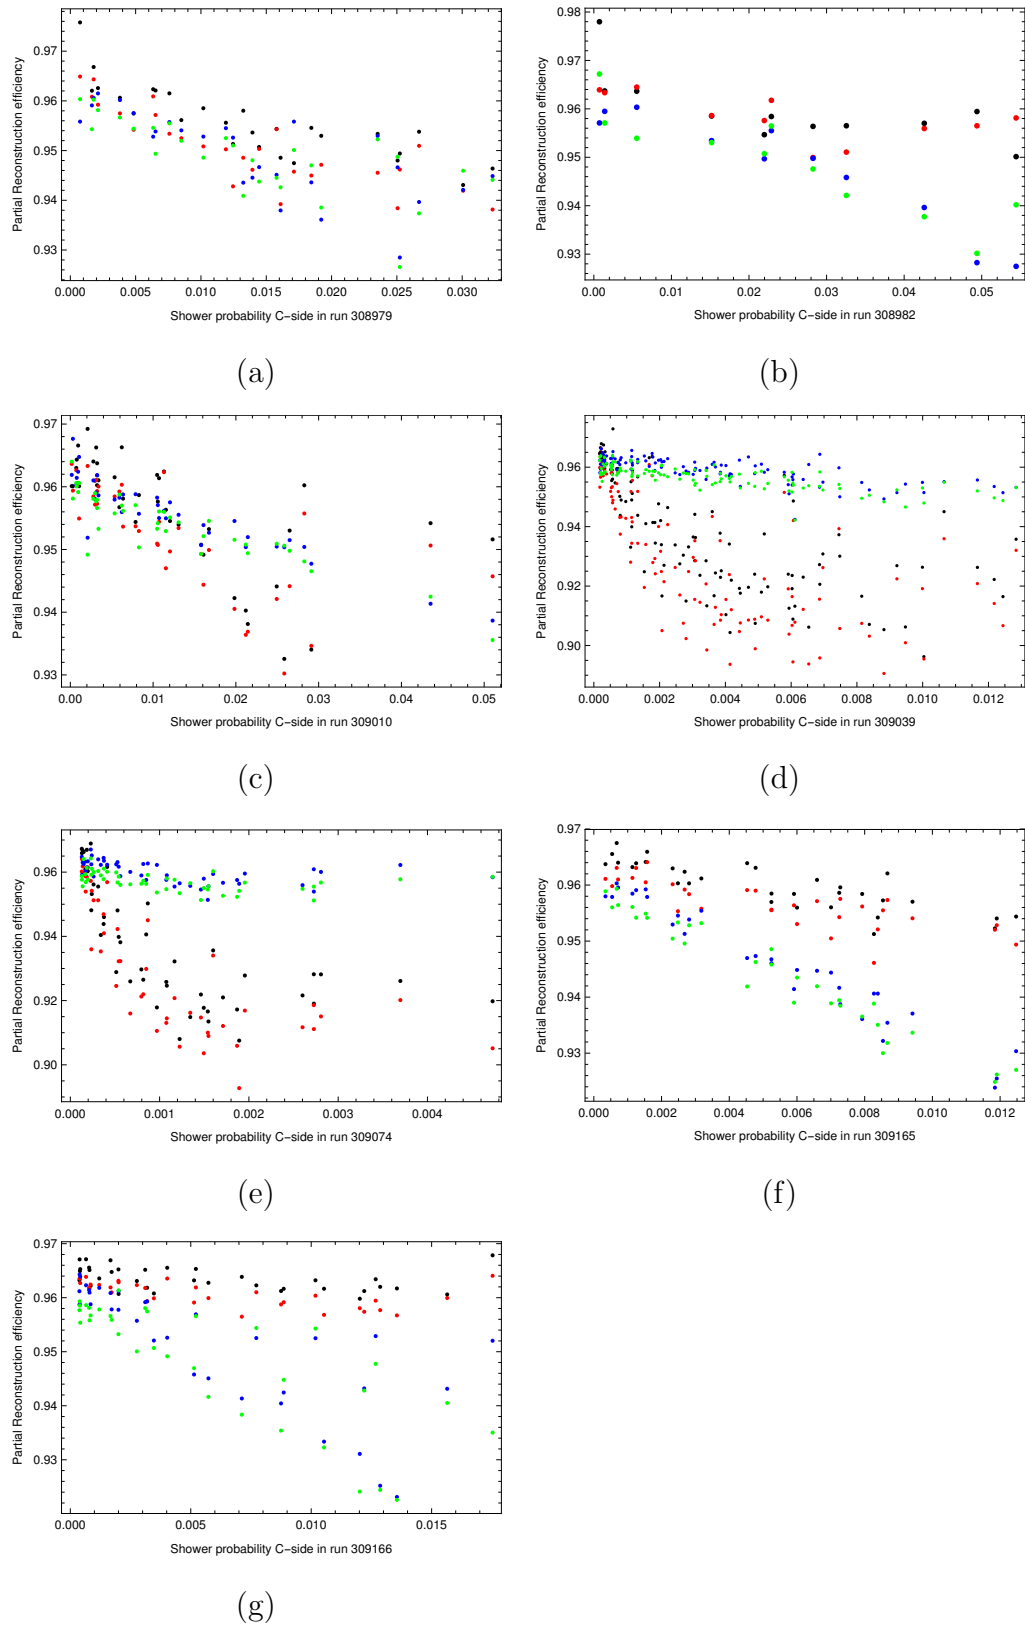 Partial Reconstruction efficiency
0.97
0.96
0.95
0.94
0.93
0.000 0.005 0.010 0.015 0.020 0.025 0.030
Shower probability C−side in run 308979
(a)
Partial Reconstruction efficiency
0.98
0.97
0.96
0.95
0.94
0.93
0.00 0.01 0.02 0.03 0.04 0.05
Shower probability C−side in run 308982
(b)
Partial Reconstruction efficiency
0.97
0.96
0.95
0.94
0.93
0.00 0.01 0.02 0.03 0.04 0.05
Shower probability C−side in run 309010
(c)
Partial Reconstruction efficiency
0.96
0.94
0.92
0.90
0.000 0.002 0.004 0.006 0.008 0.010 0.012
Shower probability C−side in run 309039
(d)
Partial Reconstruction efficiency
0.96
0.94
0.92
0.90
0.000 0.001 0.002 0.003 0.004
Shower probability C−side in run 309074
(e)
Partial Reconstruction efficiency
0.97
0.96
0.95
0.94
0.93
0.000 0.002 0.004 0.006 0.008 0.010 0.012
Shower probability C−side in run 309165
(f)
Partial Reconstruction efficiency
0.97
0.96
0.95
0.94
0.93
0.000 0.005 0.010 0.015
Shower probability C−side in run 309166
(g)